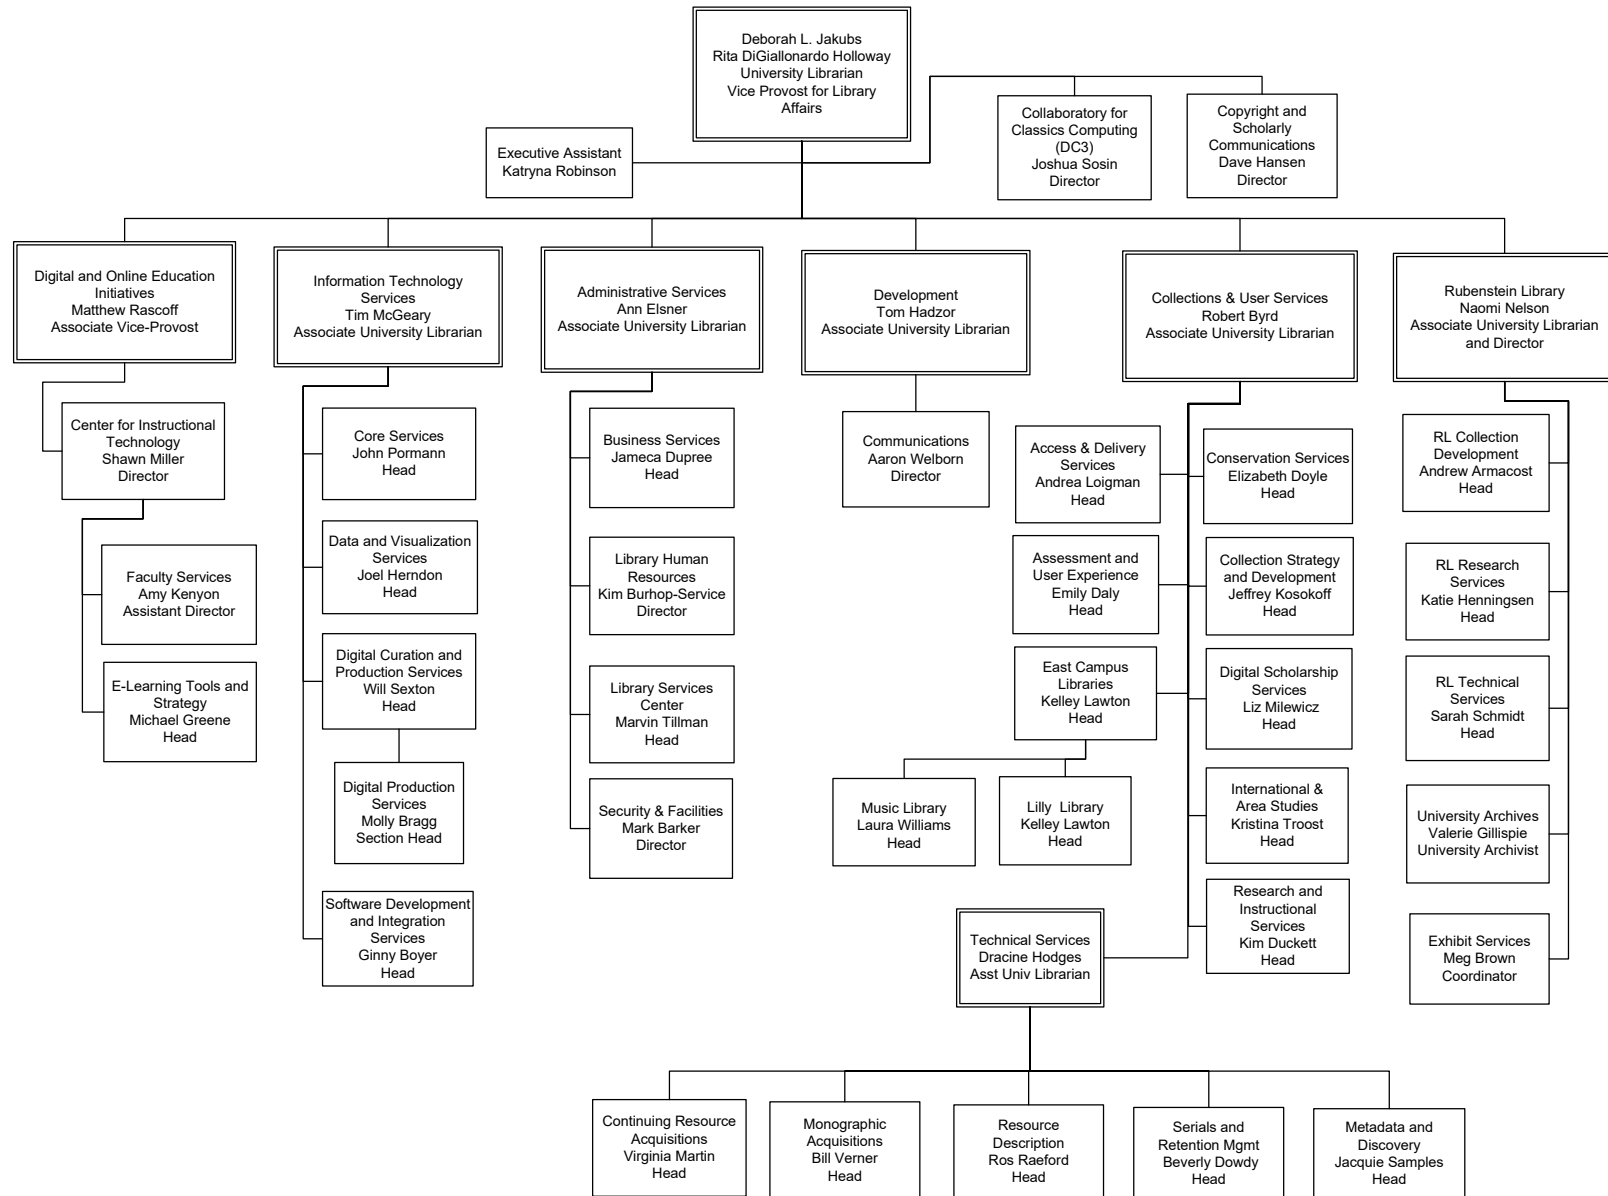 Deborah L. Jakubs
Rita DiGiallonardo Holloway
University Librarian
Vice Provost for Library
Affairs
Executive Assistant
Katryna Robinson
Collaboratory for
Classics Computing
(DC3)
Joshua Sosin
Director
Copyright and
Scholarly
Communications
Dave Hansen
Director
Digital and Online Education
Initiatives
Matthew Rascoff
Associate Vice-Provost
Information Technology
Services
Tim McGeary
Associate University Librarian
Administrative Services
Ann Elsner
Associate University Librarian
Development
Tom Hadzor
Associate University Librarian
Collections & User Services
Robert Byrd
Associate University Librarian
Rubenstein Library
Naomi Nelson
Associate University Librarian
and Director
Center for Instructional
Technology
Shawn Miller
Director
Faculty Services
Amy Kenyon
Assistant Director
E-Learning Tools and
Strategy
Michael Greene
Head
Core Services
John Pormann
Head
Data and Visualization
Services
Joel Herndon
Head
Digital Curation and
Production Services
Will Sexton
Head
Digital Production
Services
Molly Bragg
Section Head
Software Development
and Integration
Services
Ginny Boyer
Head
Business Services
Jameca Dupree
Head
Library Human
Resources
Kim Burhop-Service
Director
Library Services
Center
Marvin Tillman
Head
Security & Facilities
Mark Barker
Director
Communications
Aaron Welborn
Director
Access & Delivery
Services
Andrea Loigman
Head
Assessment and
User Experience
Emily Daly
Head
East Campus
Libraries
Kelley Lawton
Head
Music Library
Laura Williams
Head
Lilly Library
Kelley Lawton
Head
Conservation Services
Elizabeth Doyle
Head
Collection Strategy
and Development
Jeffrey Kosokoff
Head
Digital Scholarship
Services
Liz Milewicz
Head
International &
Area Studies
Kristina Troost
Head
Research and
Instructional
Services
Kim Duckett
Head
Technical Services
Dracine Hodges
Asst Univ Librarian
RL Collection
Development
Andrew Armacost
Head
RL Research
Services
Katie Henningsen
Head
RL Technical
Services
Sarah Schmidt
Head
University Archives
Valerie Gillispie
University Archivist
Exhibit Services
Meg Brown
Coordinator
Continuing Resource
Acquisitions
Virginia Martin
Head
Monographic
Acquisitions
Bill Verner
Head
Resource
Description
Ros Raeford
Head
Serials and
Retention Mgmt
Beverly Dowdy
Head
Metadata and
Discovery
Jacquie Samples
Head